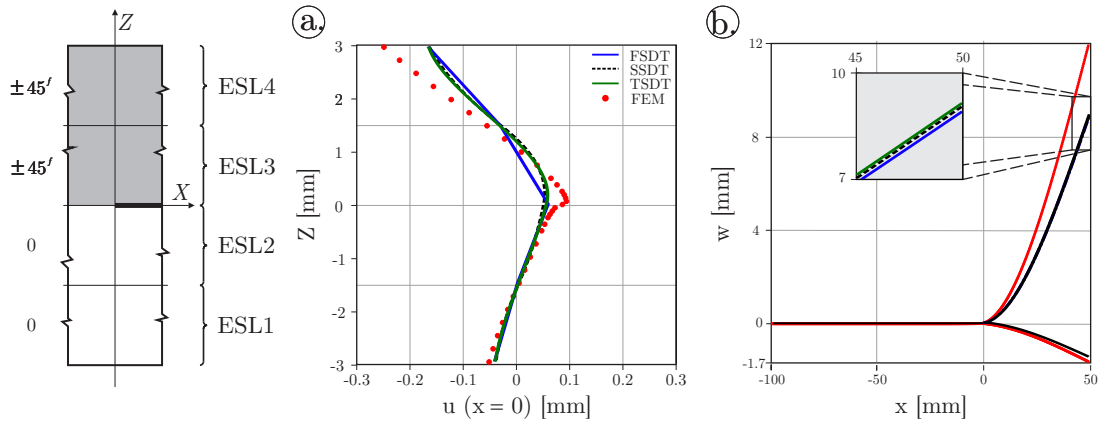 Z
±45ᶠ
ESL4
±45ᶠ
ESL3
X
0
ESL2
0
ESL1
a.
3
2
1
0
-1
-2
-3
Z [mm]
-0.3
-0.2
-0.1
0
0.1
0.2
0.3
u (x = 0) [mm]
FSDT
SSDT
TSDT
FEM
b.
12
8
4
0
-1.7
w [mm]
-100
-50
0
50
x [mm]
45
50
10
7